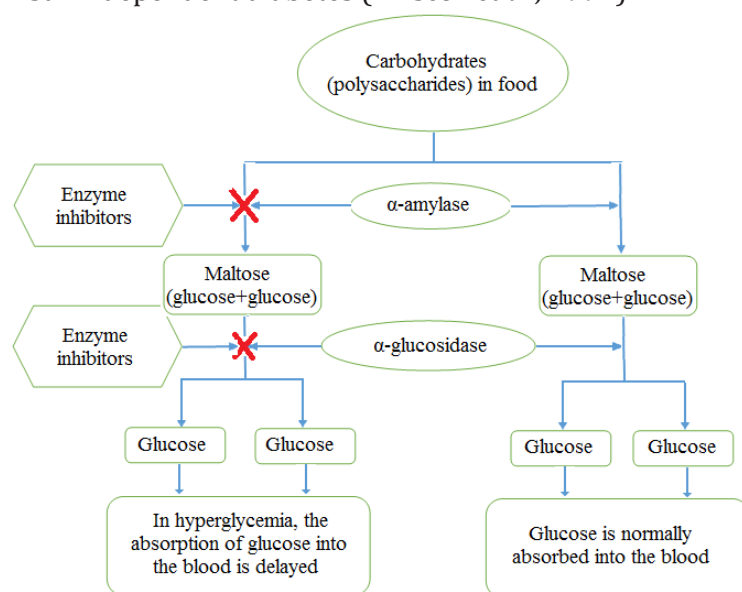 Carbohydrates
(polysaccharides) in food
Enzyme
inhibitors
α-amylase
Maltose
(glucose+glucose)
Maltose
(glucose+glucose)
Enzyme
inhibitors
α-glucosidase
Glucose
Glucose
Glucose
Glucose
In hyperglycemia, the
absorption of glucose into
the blood is delayed
Glucose is normally
absorbed into the blood